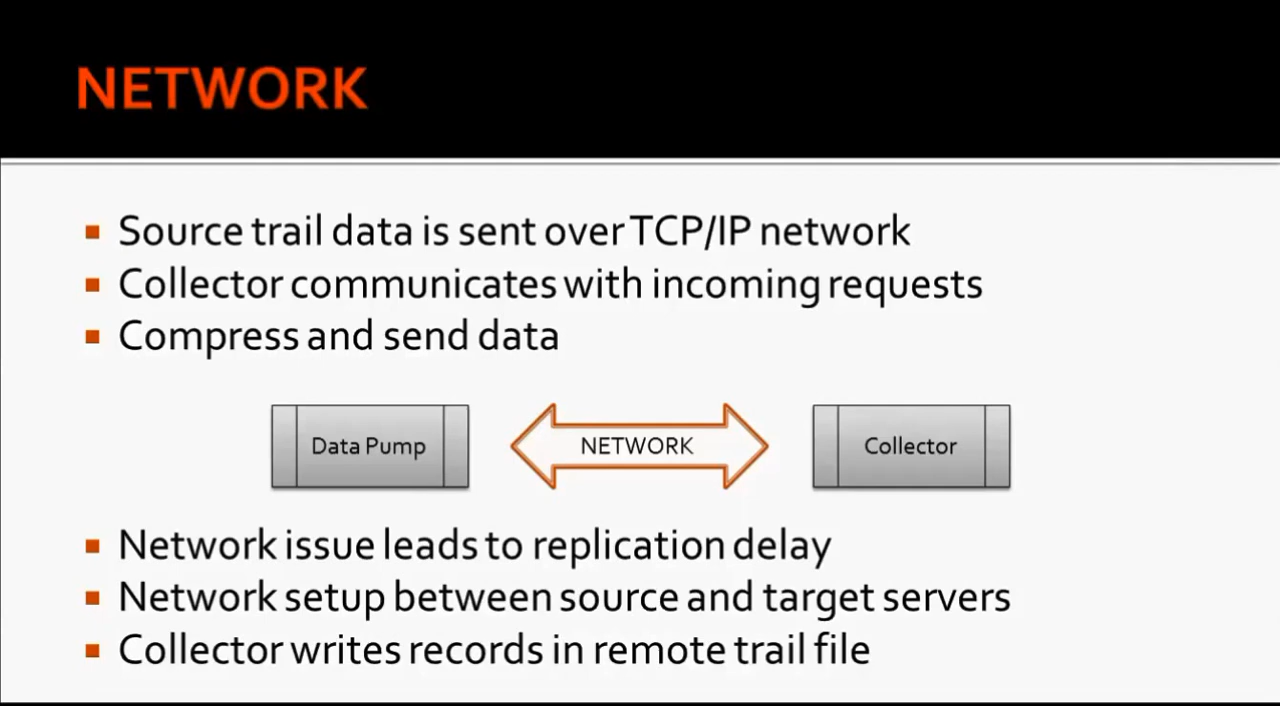 NETWORK
Source trail data is sent over TCP/IP network
Collector communicates with incoming requests
Compress and send data
Data Pump
NETWORK
Collector
Network issue leads to replication delay
Network setup between source and target servers
Collector writes records in remote trail file